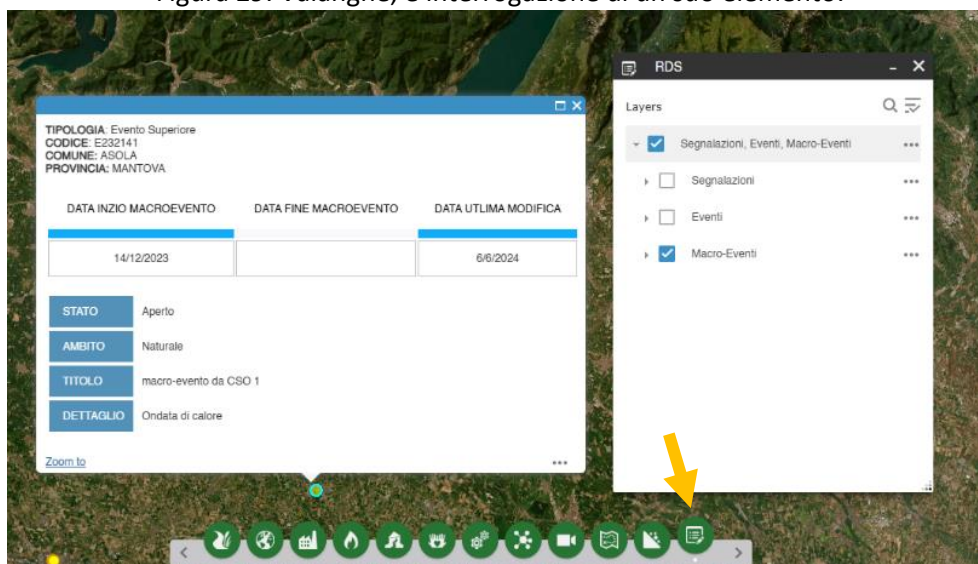 RDS
Layers
TIPOLOGIA: Evento Superiore
CODICE: E232141
COMUNE: ASOLA
PROVINCIA: MANTOVA
Segnalazioni, Eventi, Macro-Eventi
Segnalazioni
DATA INZIO MACROEVENTO DATA FINE MACROEVENTO DATA UTLIMA MODIFICA
Eventi
14/12/2023 6/6/2024
Macro-Eventi
STATO Aperto
AMBITO Naturale
TITOLO macro-evento da CSO 1
DETTAGLIO Ondata di calore
Zoom to